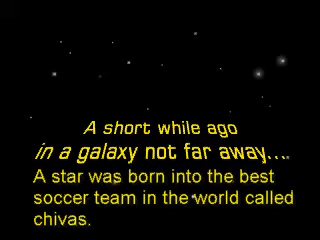 A short while ago
in a galaxy not far away....
A star was born into the best
soccer team in the world called
chivas.